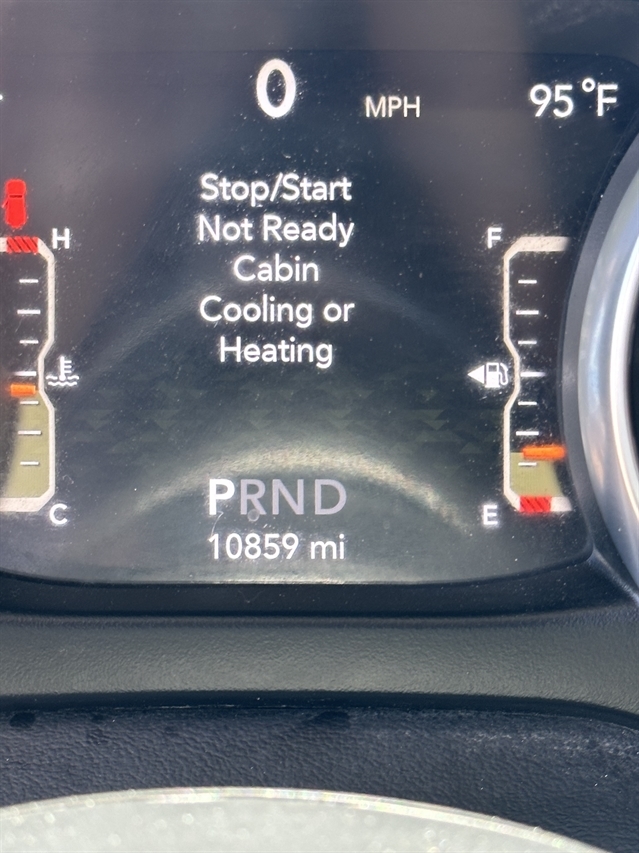 0 MPH 95°F
Stop/Start
Not Ready
Cabin
Cooling or
Heating
H
F
C
E
PRND
10859 mi